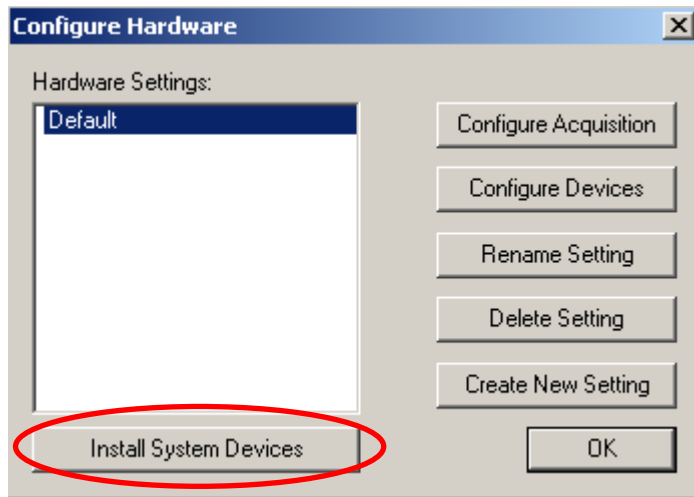 Configure Hardware
Hardware Settings:
Default
Configure Acquisition
Configure Devices
Rename Setting
Delete Setting
Create New Setting
Install System Devices
OK